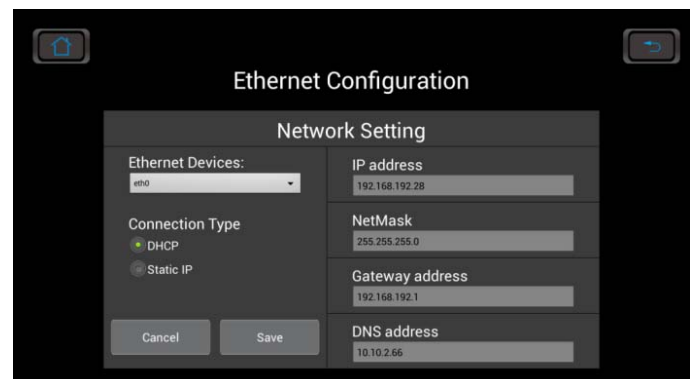 Ethernet Configuration
Network Setting
Ethernet Devices:
eth0
Connection Type
DHCP
Static IP
Cancel
Save
IP address
192.168.192.28
NetMask
255.255.255.0
Gateway address
192.168.192.1
DNS address
10.10.2.66